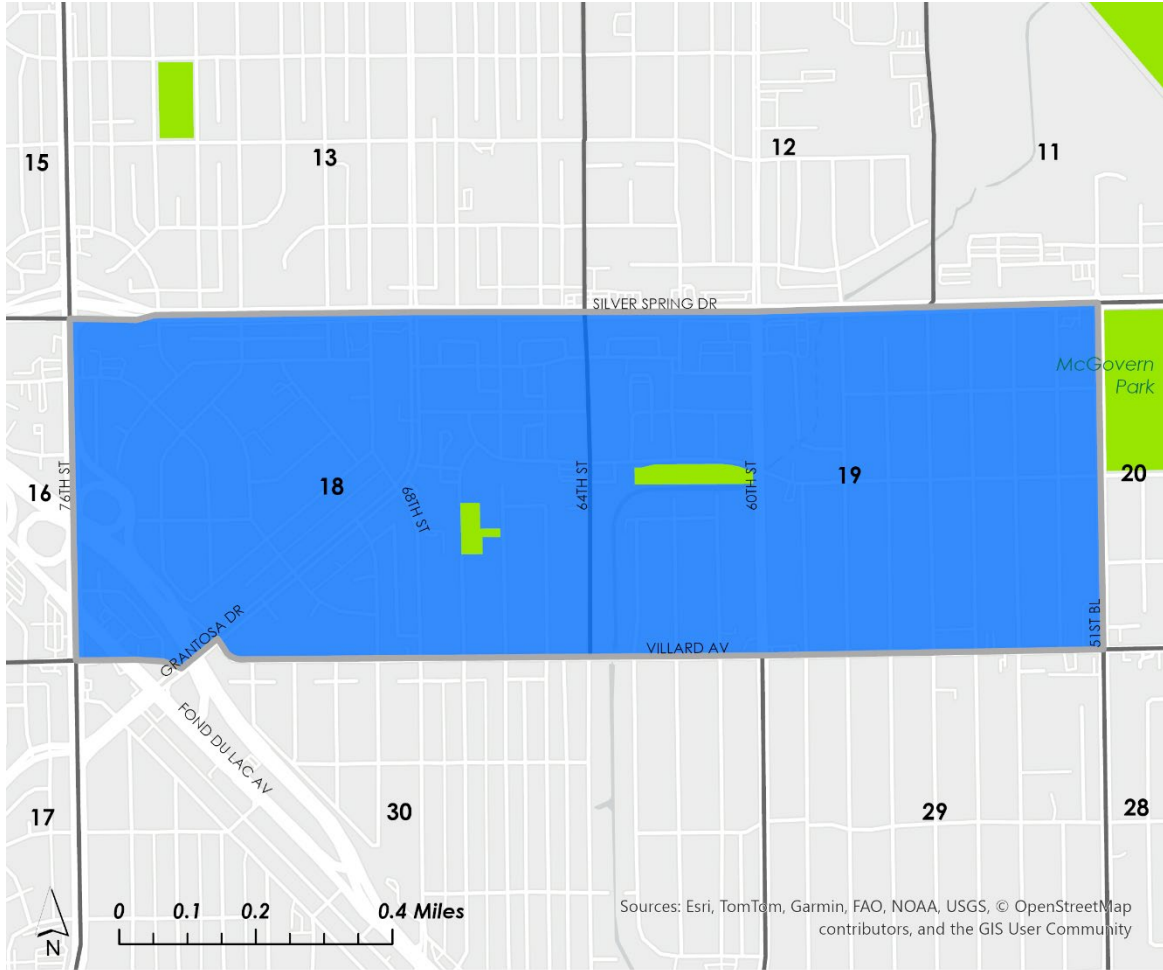 12
11
15
13
SILVER SPRING DR
McGovern
Park
76TH ST
16
18
68TH ST
64TH ST
60TH ST
19
20
51ST BL
GRANTOSA DR
VILLARD AV
FOND DU LAC AV
17
30
29
28
0 0.1 0.2 0.4 Miles
N
Sources: Esri, TomTom, Garmin, FAO, NOAA, USGS, © OpenStreetMap
contributors, and the GIS User Community